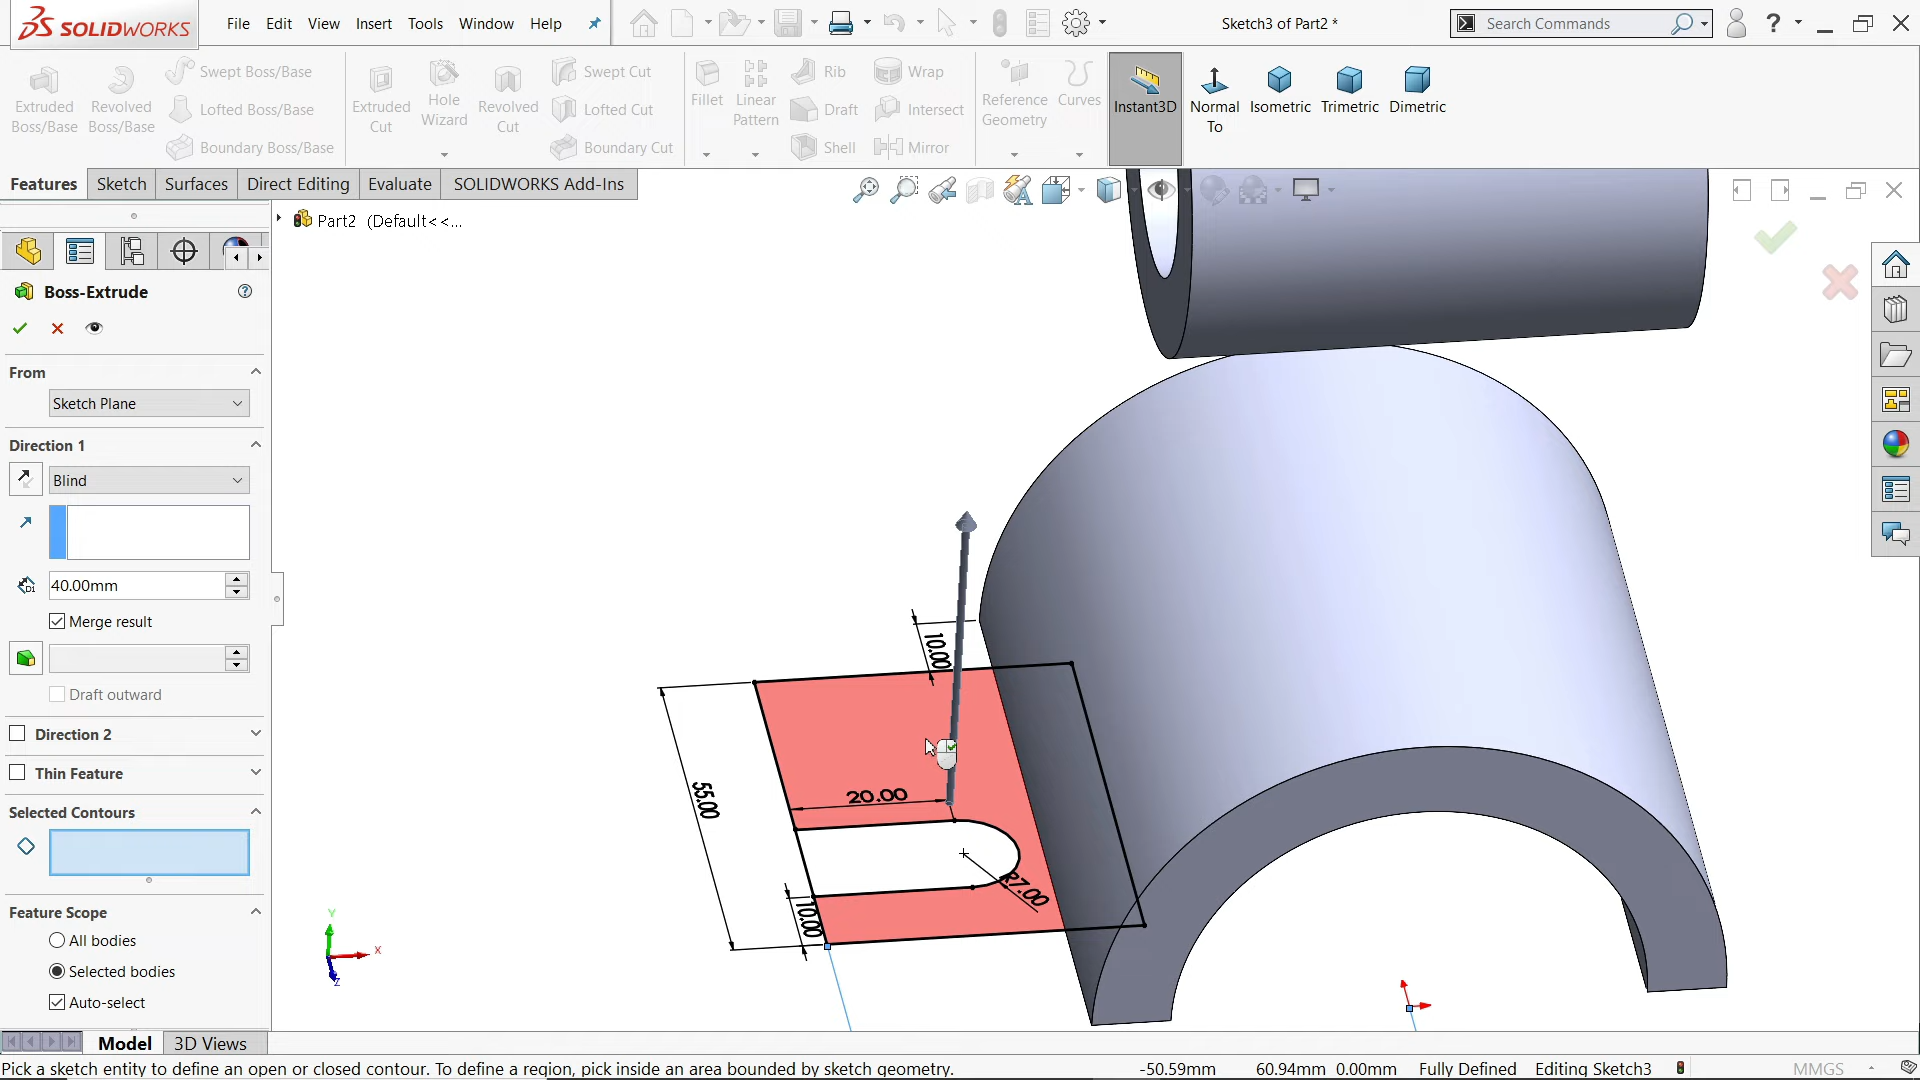 SOLIDWORKS File Edit View Insert Tools Window Help Sketch3 of Part2 * Search Commands ?
Extruded Boss/Base
Revolved Boss/Base
Swept Boss/Base
Lofted Boss/Base
Boundary Boss/Base
Extruded Cut
Hole Wizard
Revolved Cut
Swept Cut
Lofted Cut
Boundary Cut
Fillet
Linear Pattern
Rib
Draft
Shell
Wrap
Intersect
Mirror
Reference Geometry
Curves
Instant3D
Normal To
Isometric
Trimetric
Dimetric
Features Sketch Surfaces Direct Editing Evaluate SOLIDWORKS Add-Ins
Part2 (Default<<...
Boss-Extrude
From
Sketch Plane
Direction 1
Blind
40.00mm
Merge result
Draft outward
Direction 2
Thin Feature
Selected Contours
Feature Scope
All bodies
Selected bodies
Auto-select
10.00
55.00
20.00
R7.00
10.00
Y
X
Z
Model 3D Views
Pick a sketch entity to define an open or closed contour. To define a region, pick inside an area bounded by sketch geometry. -50.59mm 60.94mm 0.00mm Fully Defined Editing Sketch3 MMGS